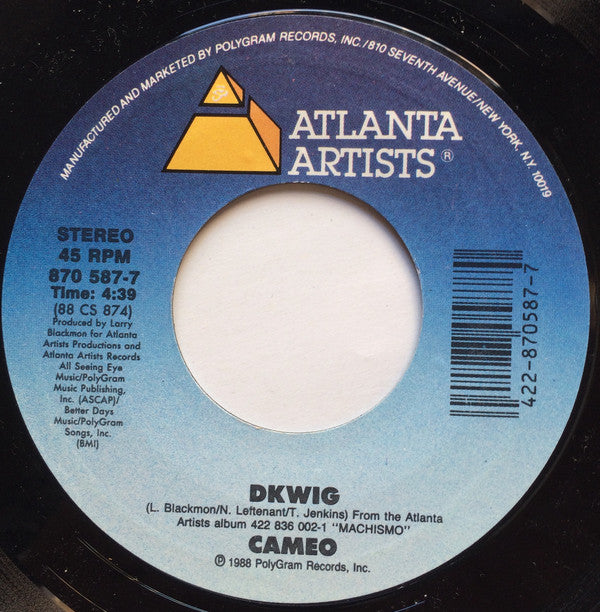 MANUFACTURED AND MARKETED BY POLYGRAM RECORDS, INC./810 SEVENTH AVENUE/NEW YORK, N.Y. 10019
ATLANTA
ARTISTS®
STEREO
45 RPM
870 587-7
Time: 4:39
(88 CS 874)
Produced by Larry
Blackmon for Atlanta
Artists Productions and
Atlanta Artists Records
All Seeing Eye
Music/PolyGram
Music Publishing,
Inc. (ASCAP)/
Better Days
Music/PolyGram
Songs, Inc.
(BMI)
422-870587-7
DKWIG
(L. Blackmon/N. Leftenant/T. Jenkins) From the Atlanta
Artists album 422 836 002-1 "MACHISMO"
CAMEO
℗ 1988 PolyGram Records, Inc.